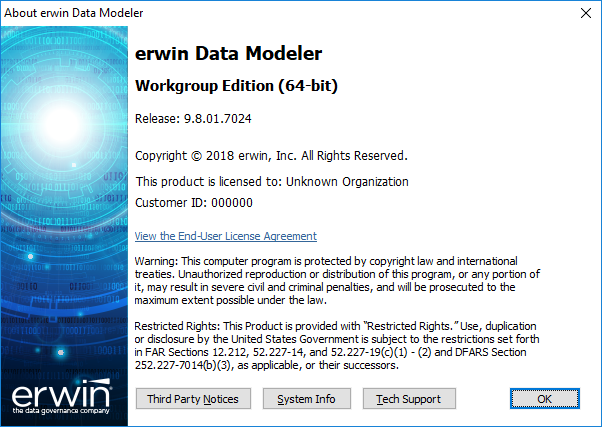 About erwin Data Modeler
erwin Data Modeler
Workgroup Edition (64-bit)
Release: 9.8.01.7024
Copyright © 2018 erwin, Inc. All Rights Reserved.
This product is licensed to: Unknown Organization
Customer ID: 000000
View the End-User License Agreement
Warning: This computer program is protected by copyright law and international
treaties. Unauthorized reproduction or distribution of this program, or any portion of
it, may result in severe civil and criminal penalties, and will be prosecuted to the
maximum extent possible under the law.
Restricted Rights: This Product is provided with “Restricted Rights.” Use, duplication
or disclosure by the United States Government is subject to the restrictions set forth
in FAR Sections 12.212, 52.227-14, and 52.227-19(c)(1) - (2) and DFARS Section
252.227-7014(b)(3), as applicable, or their successors.
erwin
the data governance company
Third Party Notices
System Info
Tech Support
OK